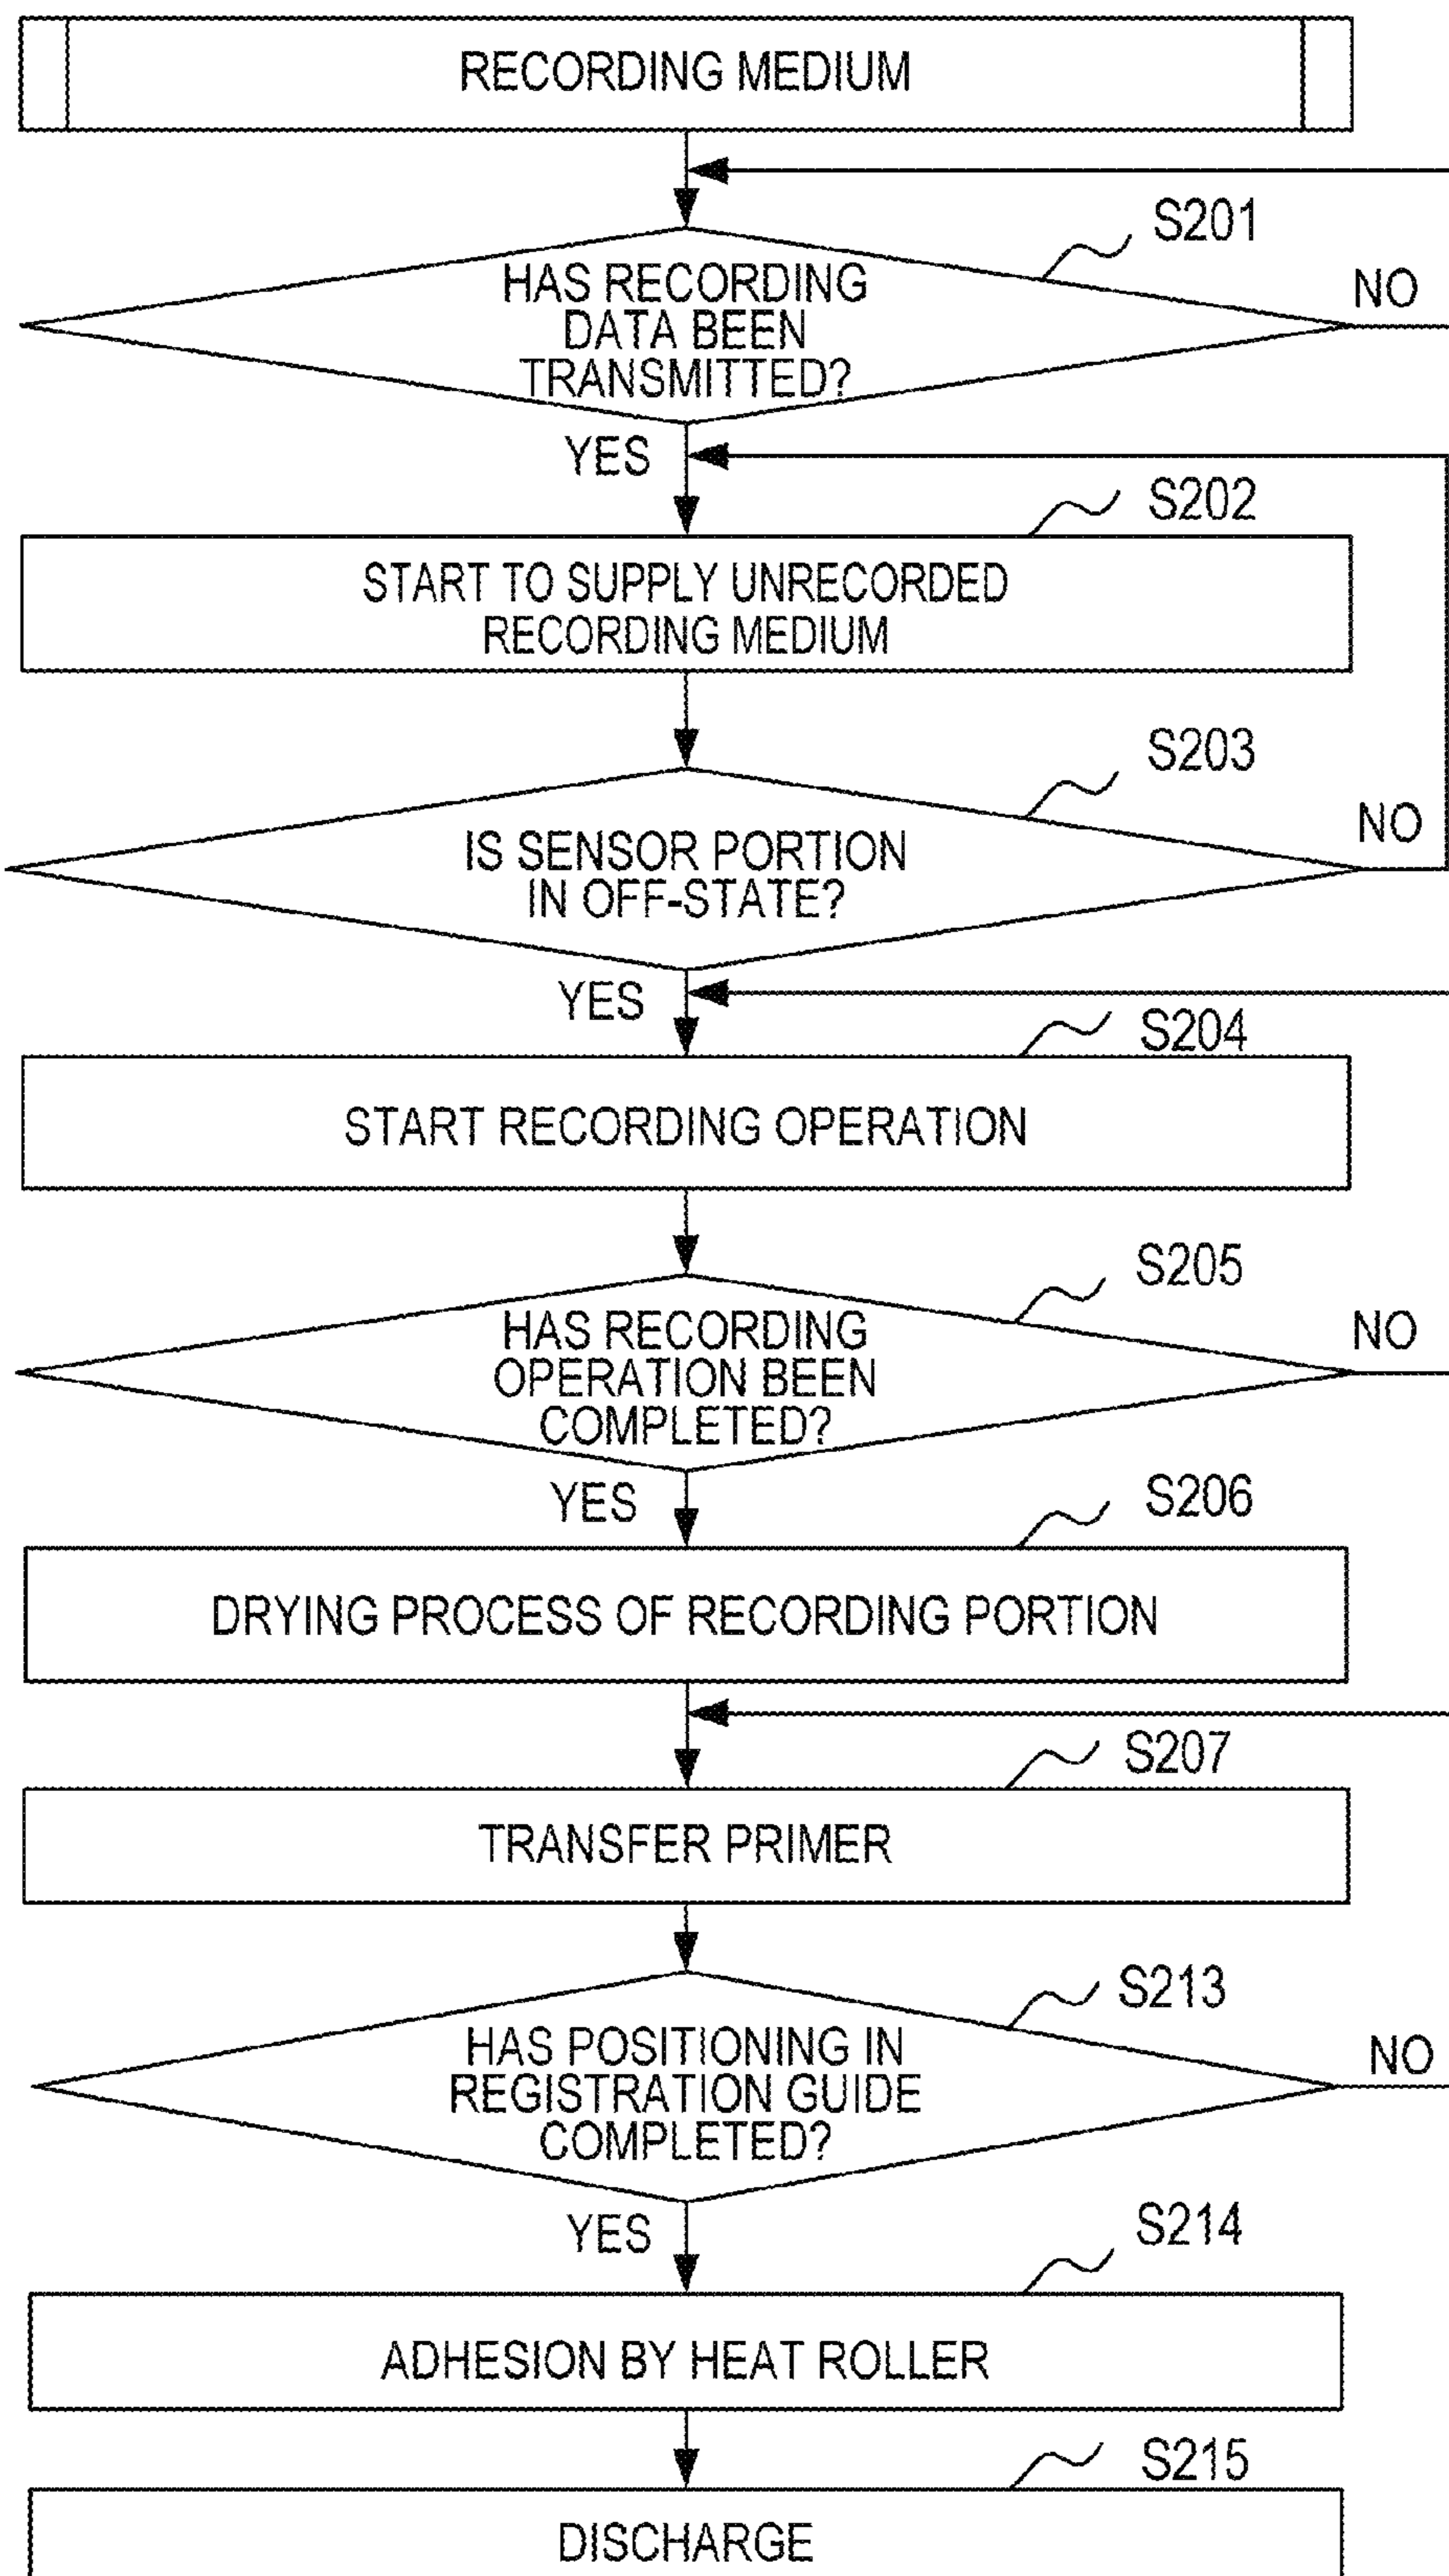 RECORDING MEDIUM
S201
HAS RECORDING
DATA BEEN
TRANSMITTED?
NO
YES
S202
START TO SUPPLY UNRECORDED
RECORDING MEDIUM
S203
IS SENSOR PORTION
IN OFF-STATE?
NO
YES
S204
START RECORDING OPERATION
S205
HAS RECORDING
OPERATION BEEN
COMPLETED?
NO
YES
S206
DRYING PROCESS OF RECORDING PORTION
S207
TRANSFER PRIMER
S213
HAS POSITIONING IN
REGISTRATION GUIDE
COMPLETED?
NO
YES
S214
ADHESION BY HEAT ROLLER
S215
DISCHARGE